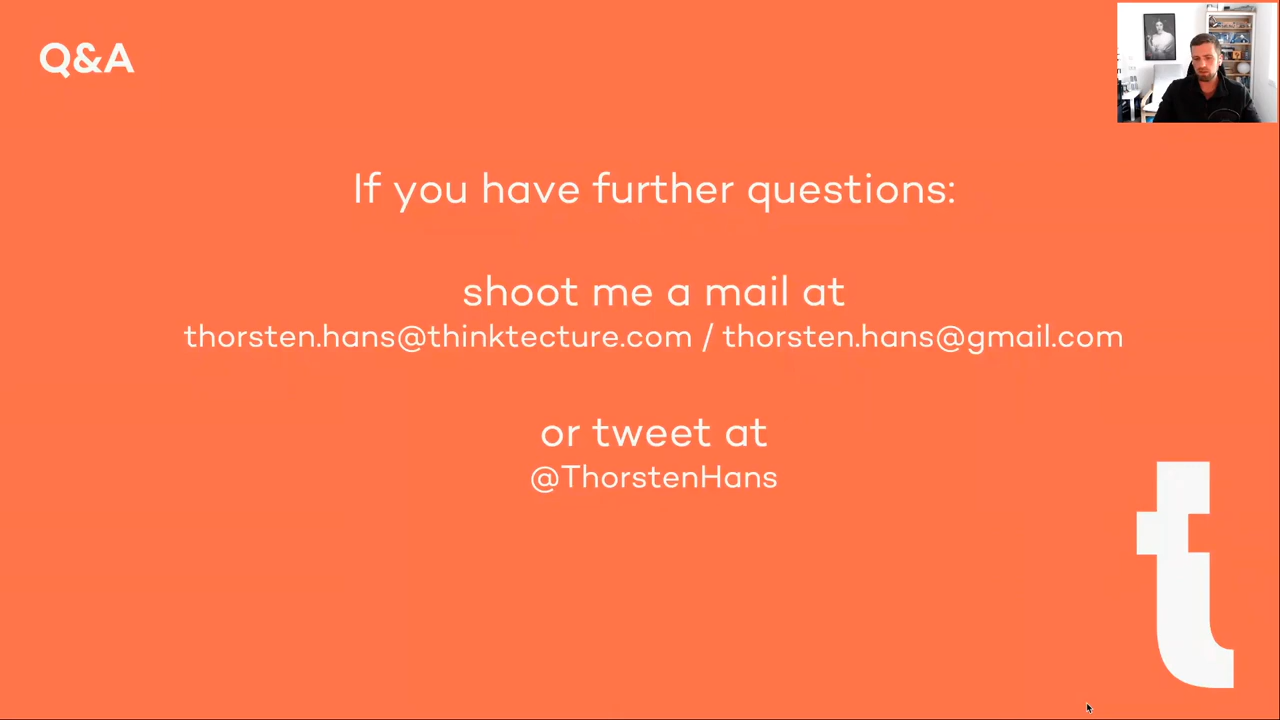 Q&A
If you have further questions:
shoot me a mail at
thorsten.hans@thinktecture.com / thorsten.hans@gmail.com
or tweet at
@ThorstenHans
t